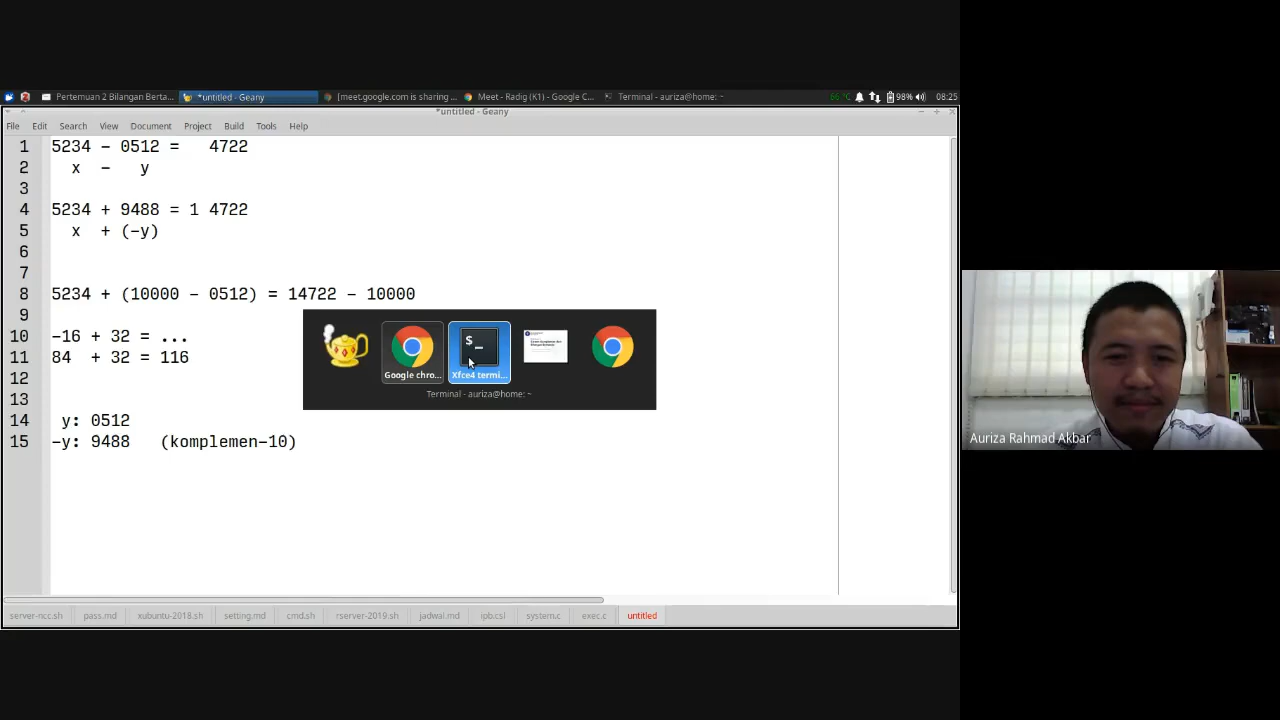 Pertemuan 2 Bilangan Berta...
*untitled - Geany
[meet.google.com is sharing ...
Meet - Radig (K1) - Google C...
Terminal - auriza@home: ~
66°C
98%
08:25
*untitled - Geany
File Edit Search View Document Project Build Tools Help
1 5234 - 0512 = 4722
2 x - y
3
4 5234 + 9488 = 1 4722
5 x + (-y)
6
7
8 5234 + (10000 - 0512) = 14722 - 10000
9
10 -16 + 32 = ...
11 84 + 32 = 116
12
13
14 y: 0512
15 -y: 9488 (komplemen-10)
$_
Google chro...
Xfce4 termi...
Terminal - auriza@home: ~
server-ncc.sh pass.md xubuntu-2018.sh setting.md cmd.sh rserver-2019.sh jadwal.md ipb.csl system.c exec.c untitled
Auriza Rahmad Akbar